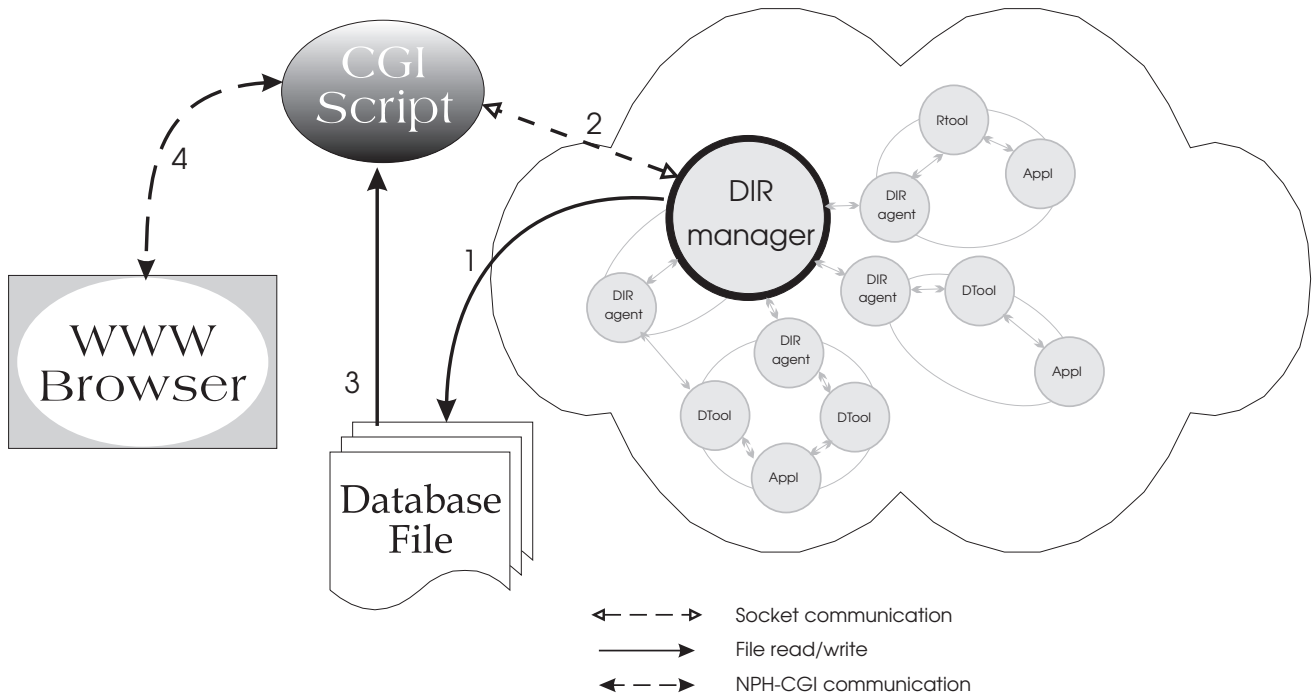 CGI
Script
2
4
DIR
manager
Rtool
Appl
DIR
agent
1
DIR
agent
DIR
agent
DTool
Appl
WWW
Browser
3
DIR
agent
DTool
DTool
Appl
Database
File
Socket communication
File read/write
NPH-CGI communication